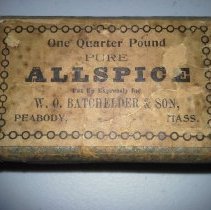 One Quarter Pound
PURE
ALLSPICE
Put Up Expressly for
W. O. BATCHELDER & SON,
PEABODY, MASS.